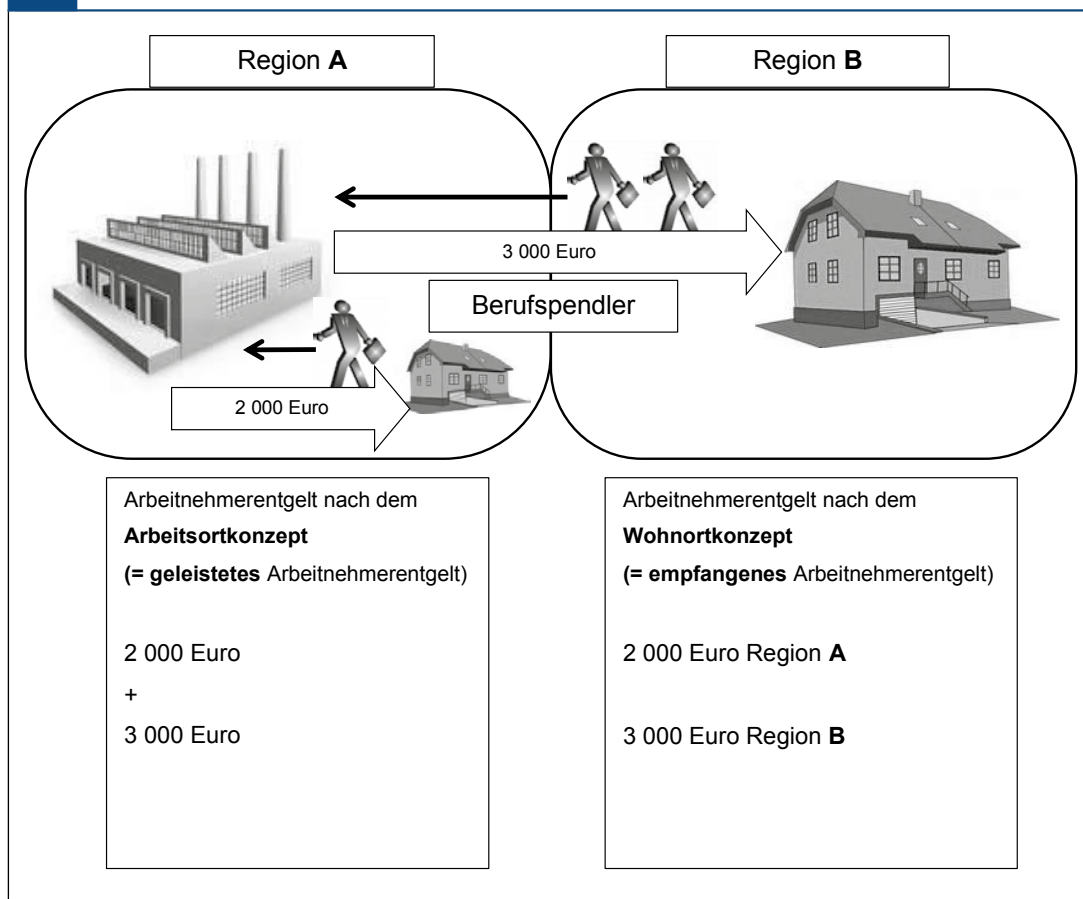 Region A
Region B
3 000 Euro
Berufspendler
2 000 Euro
Arbeitnehmerentgelt nach dem
Arbeitsortkonzept
(= geleistetes Arbeitnehmerentgelt)
2 000 Euro
+
3 000 Euro
Arbeitnehmerentgelt nach dem
Wohnortkonzept
(= empfangenes Arbeitnehmerentgelt)
2 000 Euro Region A
3 000 Euro Region B